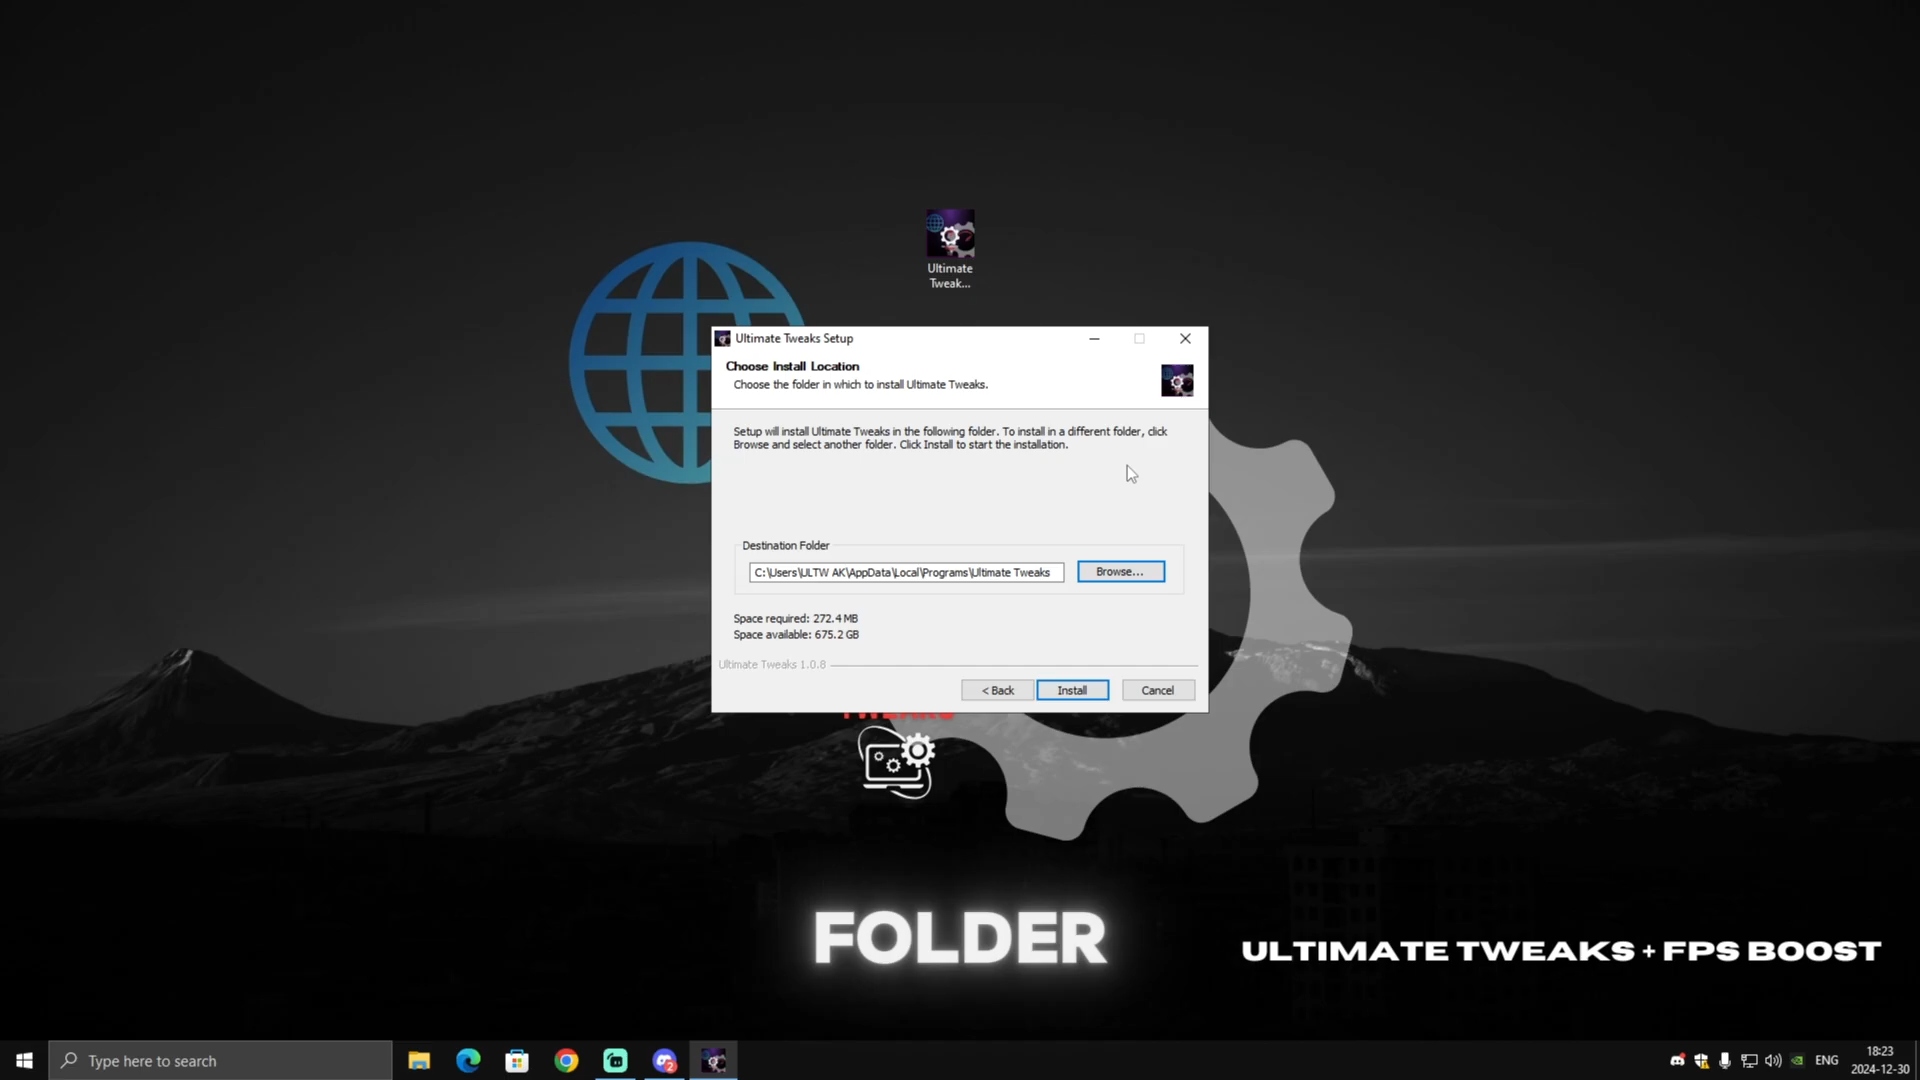 Ultimate
Tweak...
Ultimate Tweaks Setup
Choose Install Location
Choose the folder in which to install Ultimate Tweaks.
Setup will install Ultimate Tweaks in the following folder. To install in a different folder, click
Browse and select another folder. Click Install to start the installation.
Destination Folder
C:\Users\ULTW AK\AppData\Local\Programs\Ultimate Tweaks
Browse...
Space required: 272.4 MB
Space available: 675.2 GB
Ultimate Tweaks 1.0.8
< Back
Install
Cancel
TWEAKS
FOLDER
ULTIMATE TWEAKS + FPS BOOST
Type here to search
2
ENG
18:23
2024-12-30